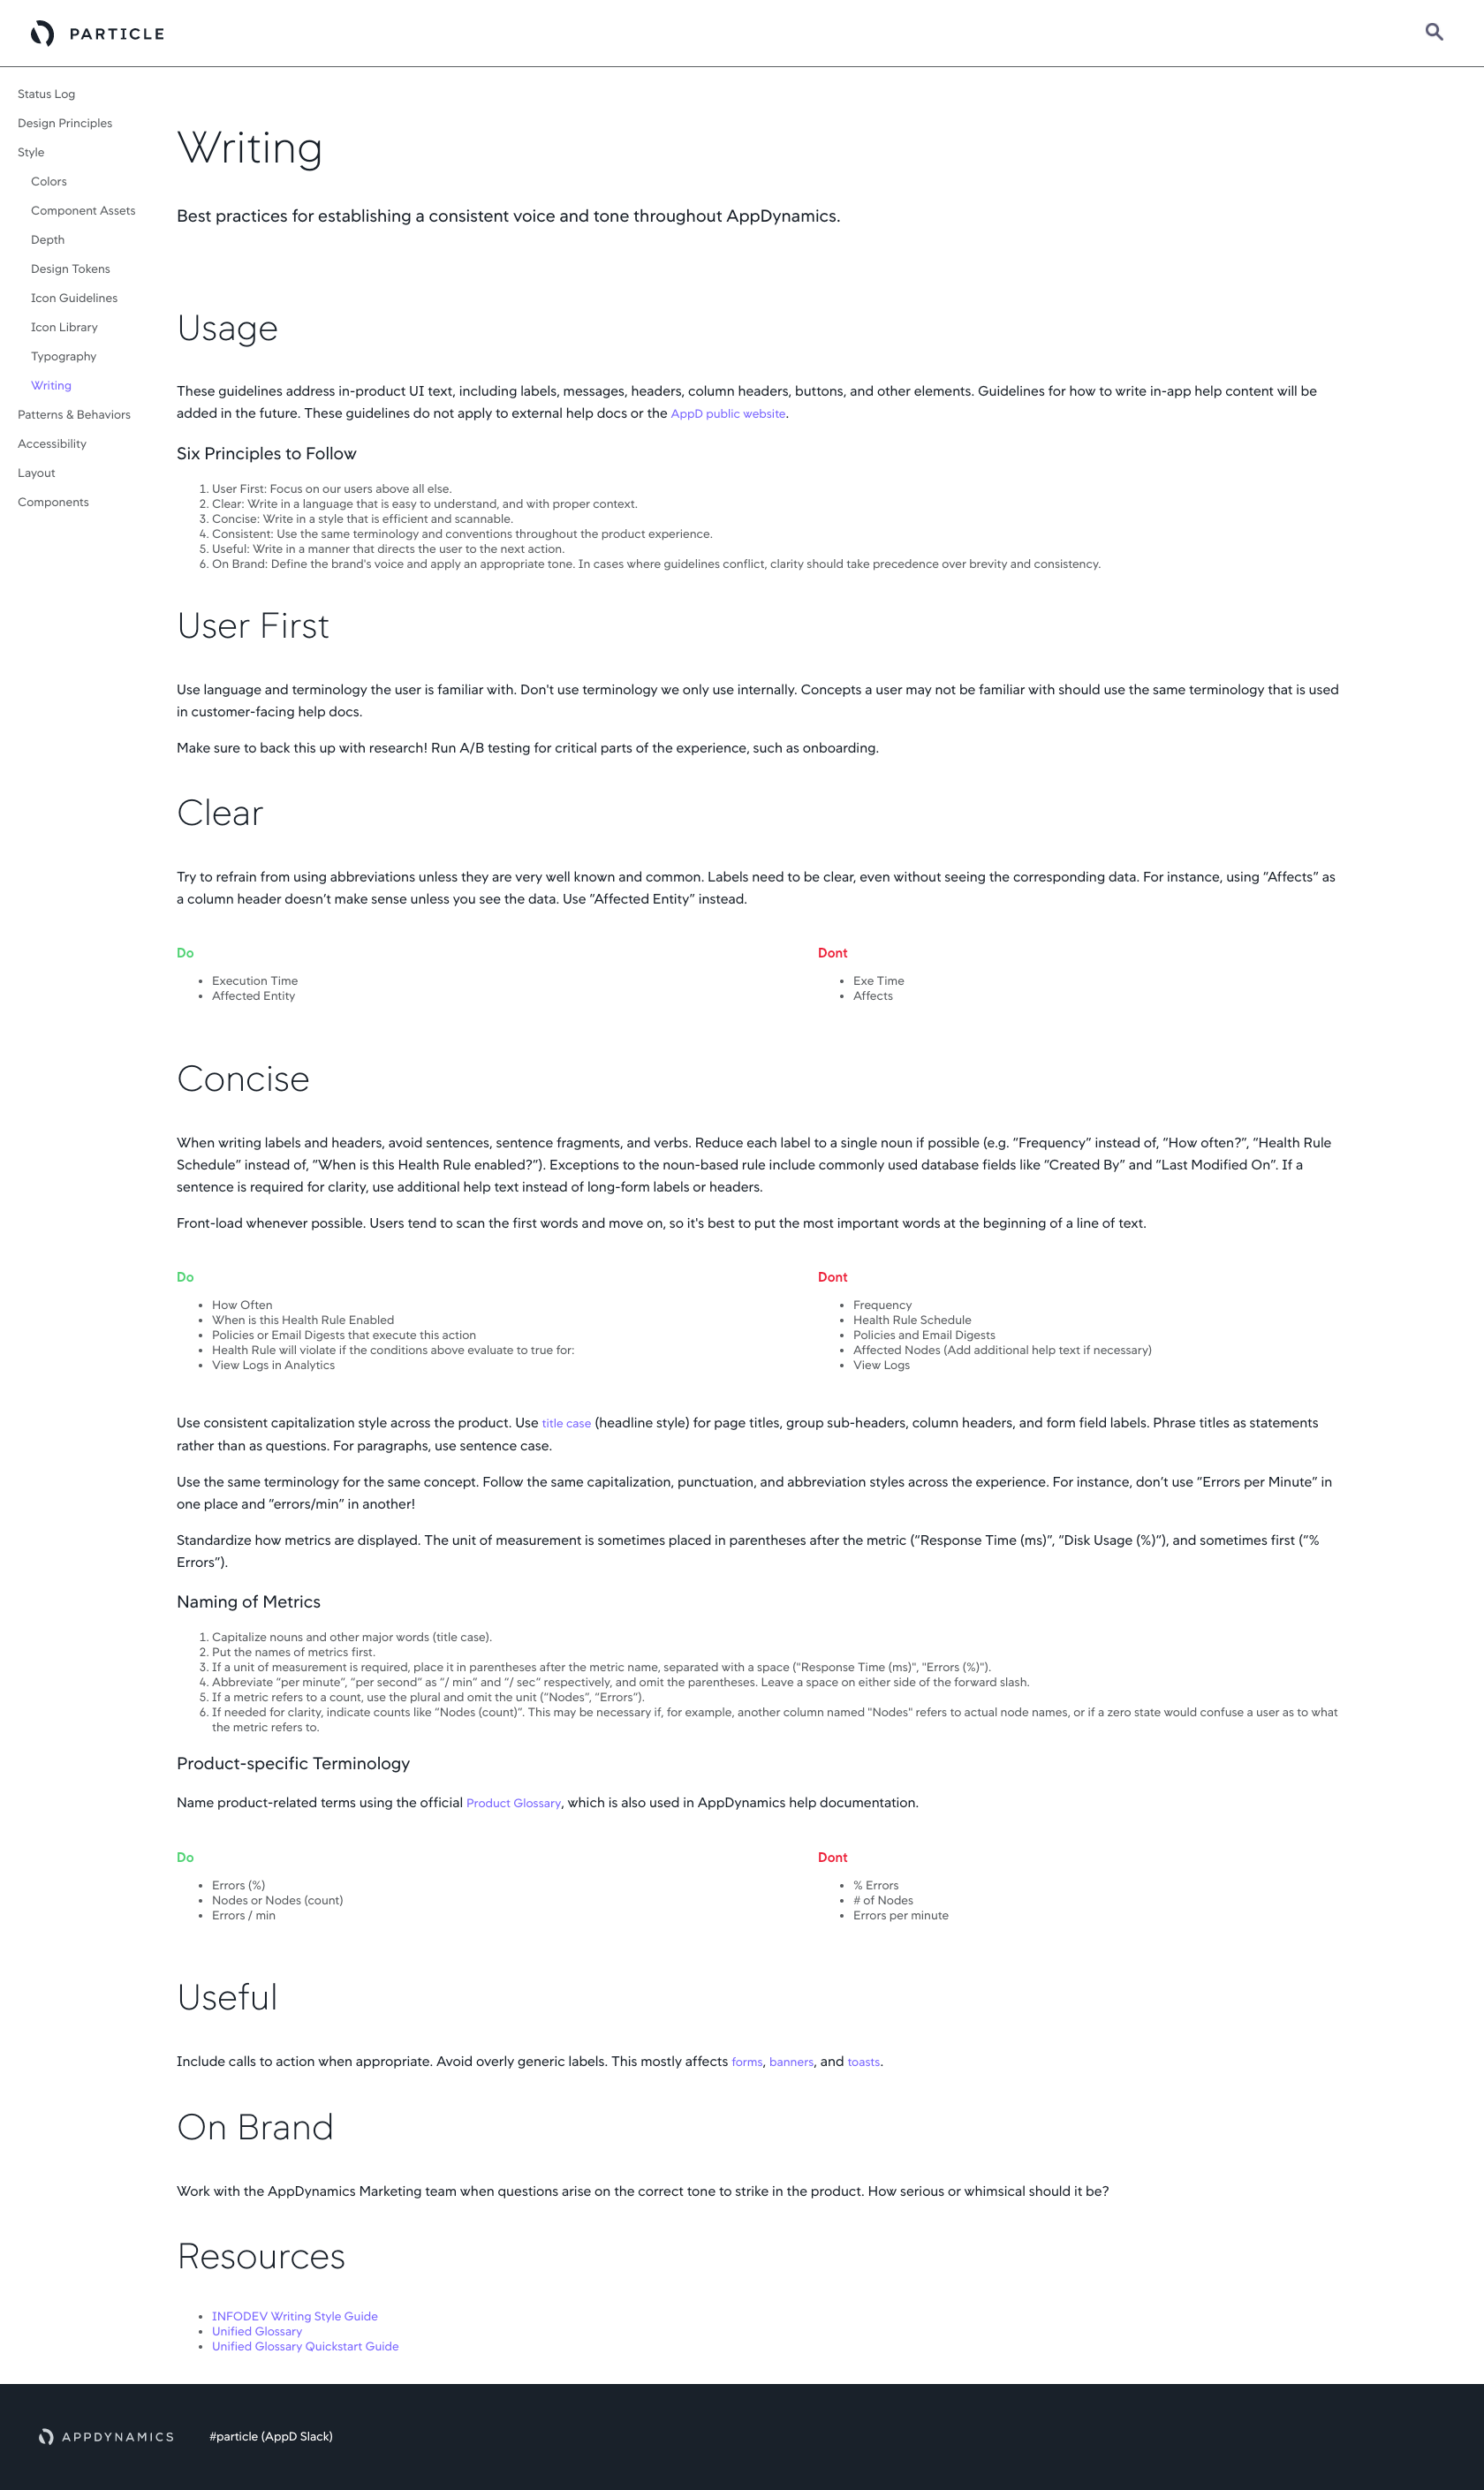 PARTICLE
Status Log
Design Principles
Style
Colors
Component Assets
Depth
Design Tokens
Icon Guidelines
Icon Library
Typography
Writing
Patterns & Behaviors
Accessibility
Layout
Components
Writing
Best practices for establishing a consistent voice and tone throughout AppDynamics.
Usage
These guidelines address in-product UI text, including labels, messages, headers, column headers, buttons, and other elements. Guidelines for how to write in-app help content will be
added in the future. These guidelines do not apply to external help docs or the AppD public website.
Six Principles to Follow
1. User First: Focus on our users above all else.
2. Clear: Write in a language that is easy to understand, and with proper context.
3. Concise: Write in a style that is efficient and scannable.
4. Consistent: Use the same terminology and conventions throughout the product experience.
5. Useful: Write in a manner that directs the user to the next action.
6. On Brand: Define the brand's voice and apply an appropriate tone. In cases where guidelines conflict, clarity should take precedence over brevity and consistency.
User First
Use language and terminology the user is familiar with. Don't use terminology we only use internally. Concepts a user may not be familiar with should use the same terminology that is used
in customer-facing help docs.
Make sure to back this up with research! Run A/B testing for critical parts of the experience, such as onboarding.
Clear
Try to refrain from using abbreviations unless they are very well known and common. Labels need to be clear, even without seeing the corresponding data. For instance, using “Affects” as
a column header doesn’t make sense unless you see the data. Use “Affected Entity” instead.
Do
• Execution Time
• Affected Entity
Dont
• Exe Time
• Affects
Concise
When writing labels and headers, avoid sentences, sentence fragments, and verbs. Reduce each label to a single noun if possible (e.g. “Frequency” instead of, “How often?”, “Health Rule
Schedule” instead of, “When is this Health Rule enabled?”). Exceptions to the noun-based rule include commonly used database fields like “Created By” and “Last Modified On”. If a
sentence is required for clarity, use additional help text instead of long-form labels or headers.
Front-load whenever possible. Users tend to scan the first words and move on, so it's best to put the most important words at the beginning of a line of text.
Do
• How Often
• When is this Health Rule Enabled
• Policies or Email Digests that execute this action
• Health Rule will violate if the conditions above evaluate to true for:
• View Logs in Analytics
Dont
• Frequency
• Health Rule Schedule
• Policies and Email Digests
• Affected Nodes (Add additional help text if necessary)
• View Logs
Use consistent capitalization style across the product. Use title case (headline style) for page titles, group sub-headers, column headers, and form field labels. Phrase titles as statements
rather than as questions. For paragraphs, use sentence case.
Use the same terminology for the same concept. Follow the same capitalization, punctuation, and abbreviation styles across the experience. For instance, don’t use “Errors per Minute” in
one place and “errors/min” in another!
Standardize how metrics are displayed. The unit of measurement is sometimes placed in parentheses after the metric (“Response Time (ms)”, “Disk Usage (%)”), and sometimes first (“%
Errors”).
Naming of Metrics
1. Capitalize nouns and other major words (title case).
2. Put the names of metrics first.
3. If a unit of measurement is required, place it in parentheses after the metric name, separated with a space ("Response Time (ms)", "Errors (%)").
4. Abbreviate “per minute”, “per second” as “/ min” and “/ sec” respectively, and omit the parentheses. Leave a space on either side of the forward slash.
5. If a metric refers to a count, use the plural and omit the unit (“Nodes”, “Errors”).
6. If needed for clarity, indicate counts like “Nodes (count)”. This may be necessary if, for example, another column named "Nodes" refers to actual node names, or if a zero state would confuse a user as to what
the metric refers to.
Product-specific Terminology
Name product-related terms using the official Product Glossary, which is also used in AppDynamics help documentation.
Do
• Errors (%)
• Nodes or Nodes (count)
• Errors / min
Dont
• % Errors
• # of Nodes
• Errors per minute
Useful
Include calls to action when appropriate. Avoid overly generic labels. This mostly affects forms, banners, and toasts.
On Brand
Work with the AppDynamics Marketing team when questions arise on the correct tone to strike in the product. How serious or whimsical should it be?
Resources
• INFODEV Writing Style Guide
• Unified Glossary
• Unified Glossary Quickstart Guide
APPDYNAMICS
#particle (AppD Slack)